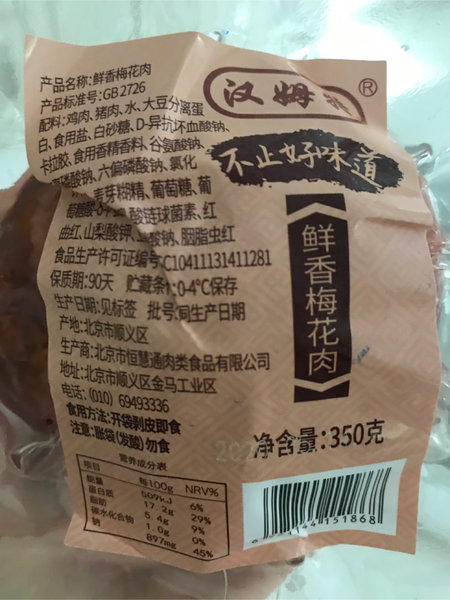 产品名称:鲜香梅花肉
产品标准号:GB 2726
配料:鸡肉、猪肉、水、大豆分离蛋
白、食用盐、白砂糖、D-异抗坏血酸钠、
卡拉胶、食用香精香料、谷氨酸钠、
磷酸钠、六偏磷酸钠、氯化
麦芽糊精、葡萄糖、葡
萄糖酸-δ-内酯、酸链球菌素、红
曲红、山梨酸钾、酸钠、胭脂虫红
食品生产许可证编号:SC10411131411281
保质期:90天 贮藏条件:0-4℃保存
生产日期:见标签 批号:同生产日期
产地:北京市顺义区
生产商:北京市恒慧通肉类食品有限公司
地址:北京市顺义区金马工业区
电话:(010) 69493336
食用方法:开袋剥皮即食
注意:胀袋(发酸)勿食
营养成分表
项目 每100g NRV%
能量 509kJ 6%
蛋白质 17.2g 29%
脂肪 5.4g 9%
碳水化合物 1.0g 0%
钠 897mg 45%
汉姆
®
不止好味道
鲜香梅花肉
净含量:350克
44 151868